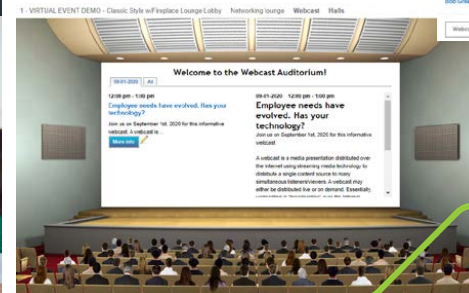 1 - VIRTUAL EVENT DEMO - Classic Style w/Fireplace Lounge Lobby Networking lounge Webcast Halls
Welcome to the Webcast Auditorium!
09-01-2020 All
12:00 pm - 1:00 pm
Employee needs have evolved. Has your
technology?
Join us on September 1st, 2020 for this informative
webcast. A webcast is ...
More info
09-01-2020 12:00 pm - 1:00 pm
Employee needs have
evolved. Has your
technology?
Join us on September 1st, 2020 for this informative
webcast
A webcast is a media presentation distributed over
the Internet using streaming media technology to
distribute a single content source to many
simultaneous listeners/viewers. A webcast may
either be distributed live or on demand. Essentially,